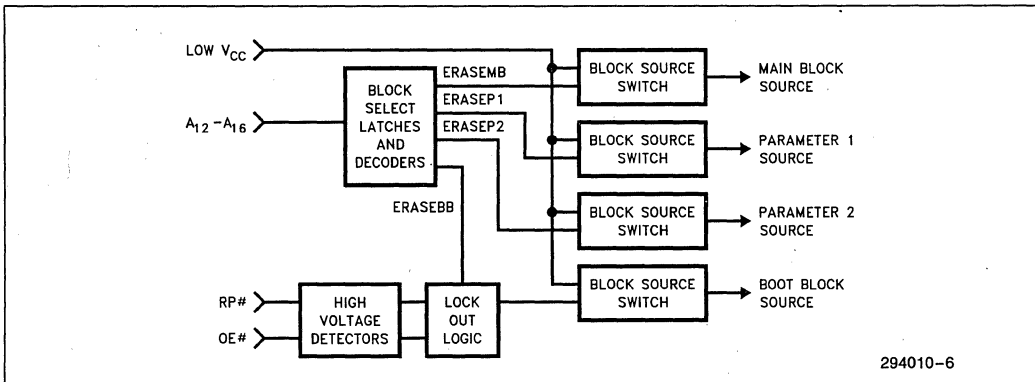 LOW VCC
A12-A16
BLOCK
SELECT
LATCHES
AND
DECODERS
ERASEMB
ERASEP1
ERASEP2
ERASEBB
BLOCK SOURCE
SWITCH
MAIN BLOCK
SOURCE
BLOCK SOURCE
SWITCH
PARAMETER 1
SOURCE
BLOCK SOURCE
SWITCH
PARAMETER 2
SOURCE
BLOCK SOURCE
SWITCH
BOOT BLOCK
SOURCE
RP#
OE#
HIGH
VOLTAGE
DETECTORS
LOCK
OUT
LOGIC
294010-6